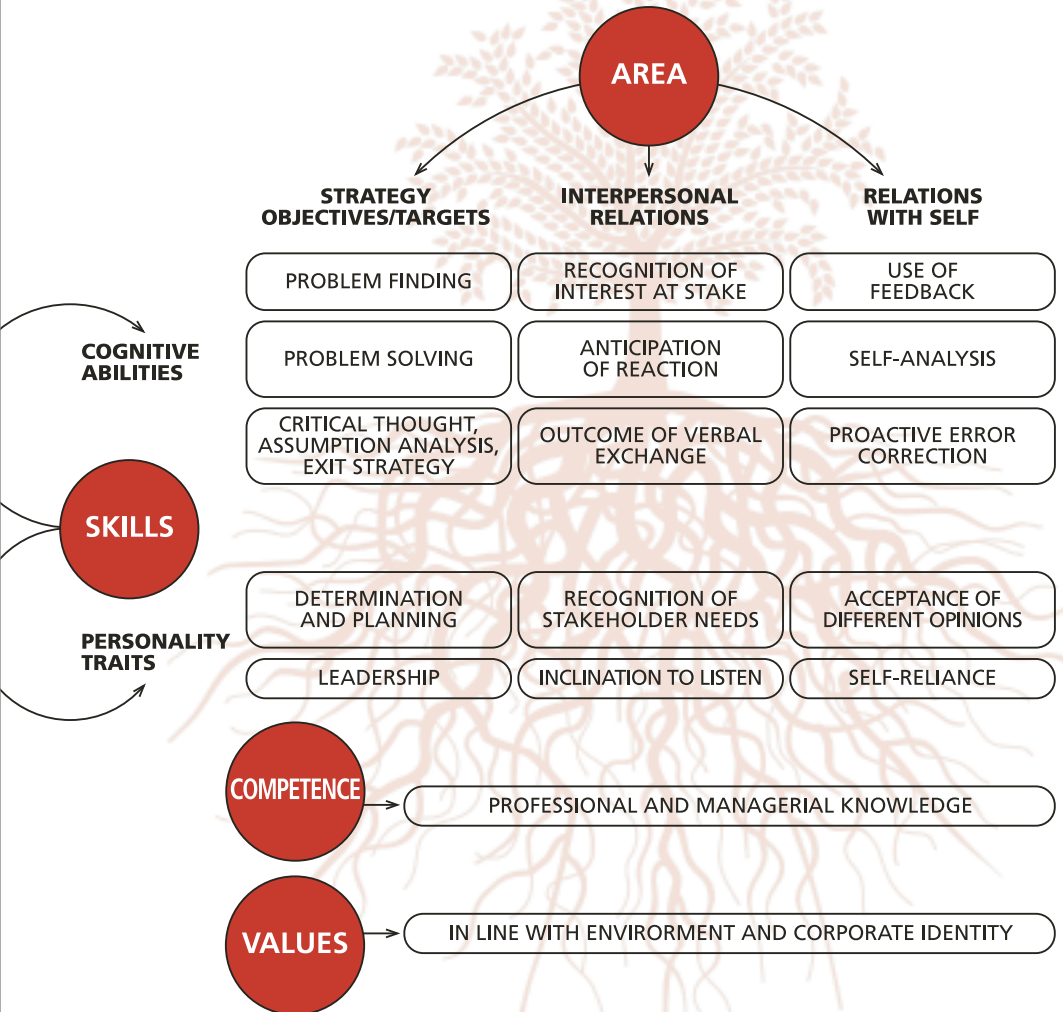 AREA
STRATEGY
OBJECTIVES/TARGETS
INTERPERSONAL
RELATIONS
RELATIONS
WITH SELF
COGNITIVE
ABILITIES
PROBLEM FINDING
RECOGNITION OF
INTEREST AT STAKE
USE OF
FEEDBACK
PROBLEM SOLVING
ANTICIPATION
OF REACTION
SELF-ANALYSIS
CRITICAL THOUGHT,
ASSUMPTION ANALYSIS,
EXIT STRATEGY
OUTCOME OF VERBAL
EXCHANGE
PROACTIVE ERROR
CORRECTION
SKILLS
PERSONALITY
TRAITS
DETERMINATION
AND PLANNING
RECOGNITION OF
STAKEHOLDER NEEDS
ACCEPTANCE OF
DIFFERENT OPINIONS
LEADERSHIP
INCLINATION TO LISTEN
SELF-RELIANCE
COMPETENCE
PROFESSIONAL AND MANAGERIAL KNOWLEDGE
VALUES
IN LINE WITH ENVIRORMENT AND CORPORATE IDENTITY